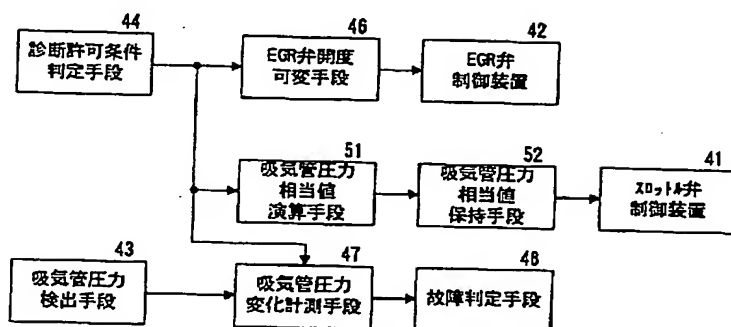 44
診断許可条件
判定手段
46
EGR弁開度
可変手段
42
EGR弁
制御装置
51
吸気管圧力
相当値
演算手段
52
吸気管圧力
相当値
保持手段
41
スロットル弁
制御装置
43
吸気管圧力
検出手段
47
吸気管圧力
変化計測手段
48
故障判定手段